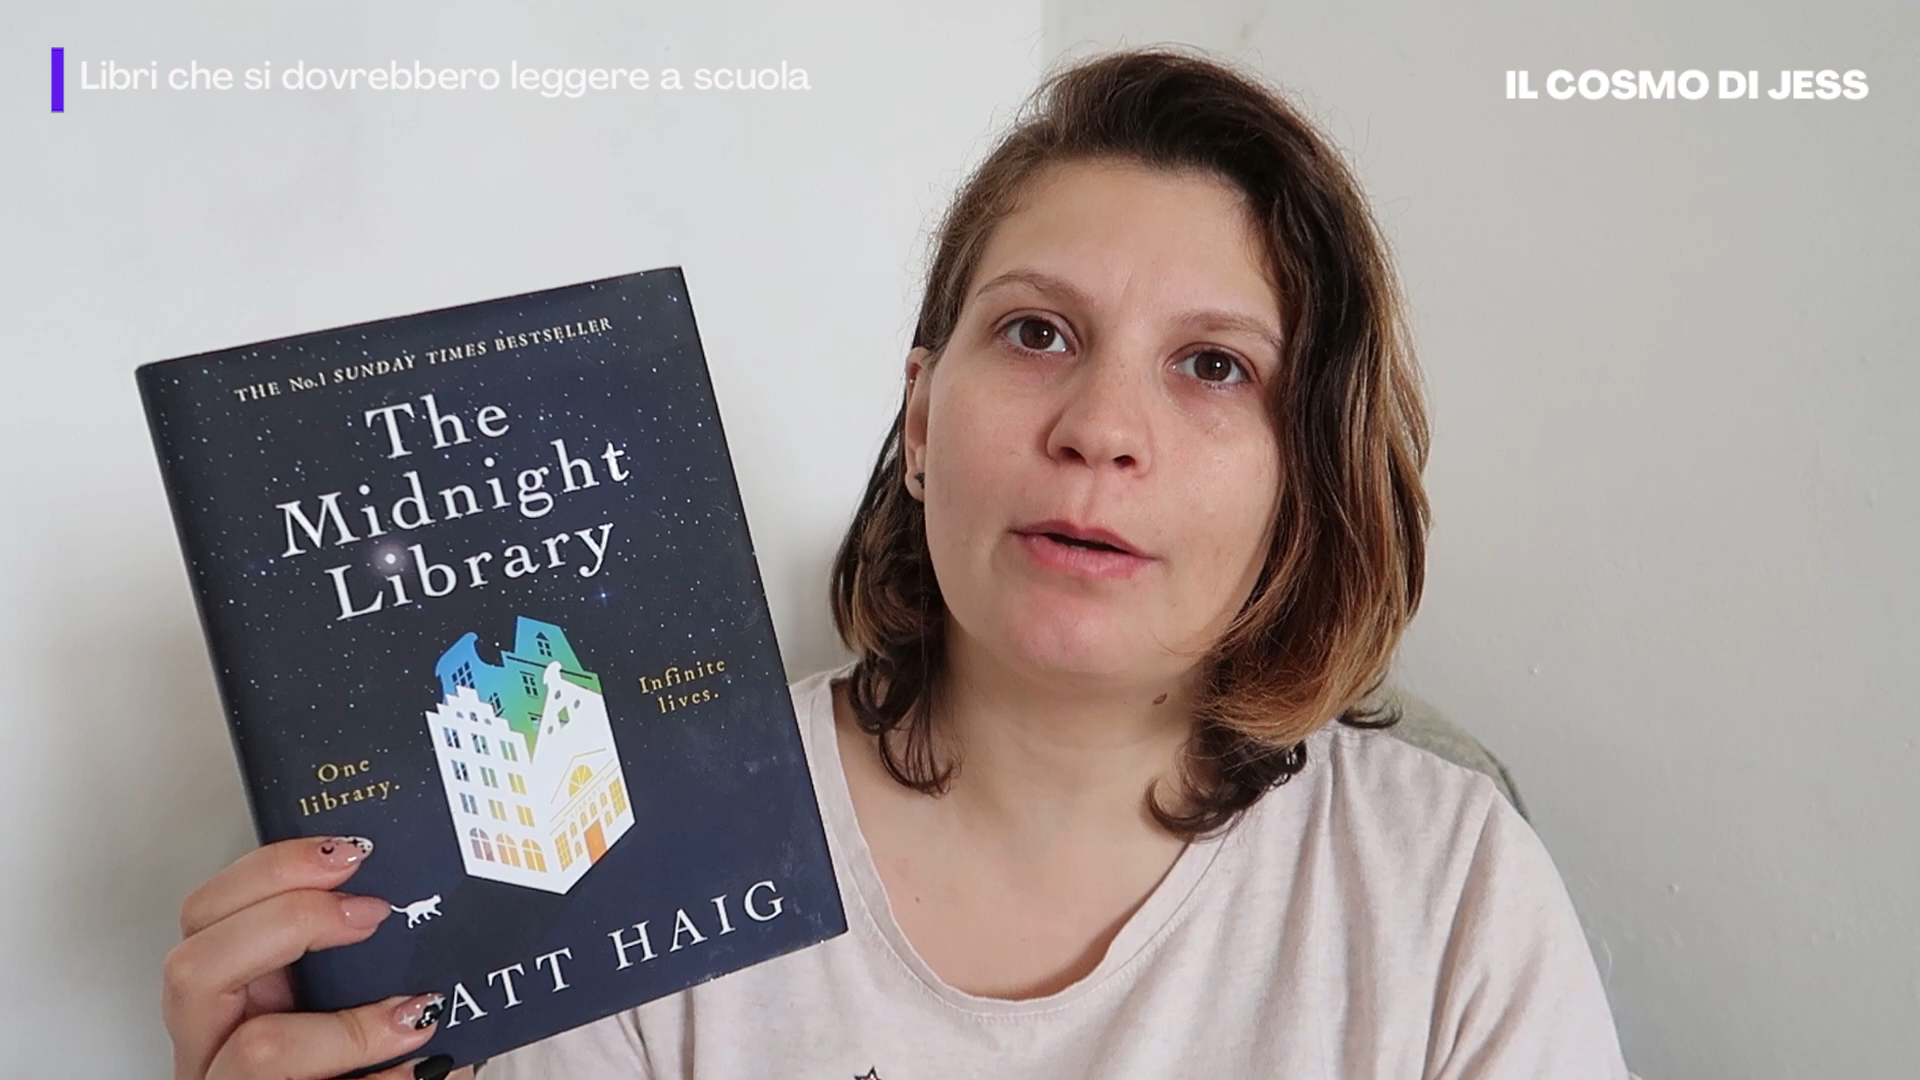 Libri che si dovrebbero leggere a scuola
IL COSMO DI JESS
THE No.1 SUNDAY TIMES BESTSELLER
The
Midnight
Library
Infinite
lives.
One
library.
ATT HAIG